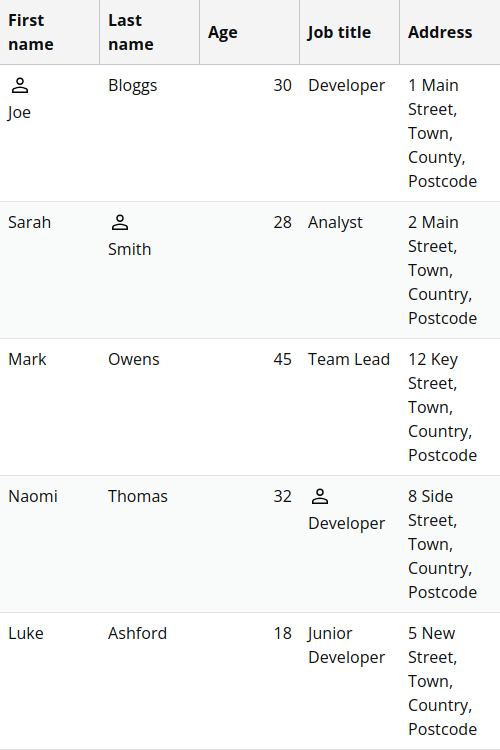 First name Last name Age Job title Address
Joe Bloggs 30 Developer 1 Main Street, Town, County, Postcode
Sarah Smith 28 Analyst 2 Main Street, Town, Country, Postcode
Mark Owens 45 Team Lead 12 Key Street, Town, Country, Postcode
Naomi Thomas 32 Developer 8 Side Street, Town, Country, Postcode
Luke Ashford 18 Junior Developer 5 New Street, Town, Country, Postcode